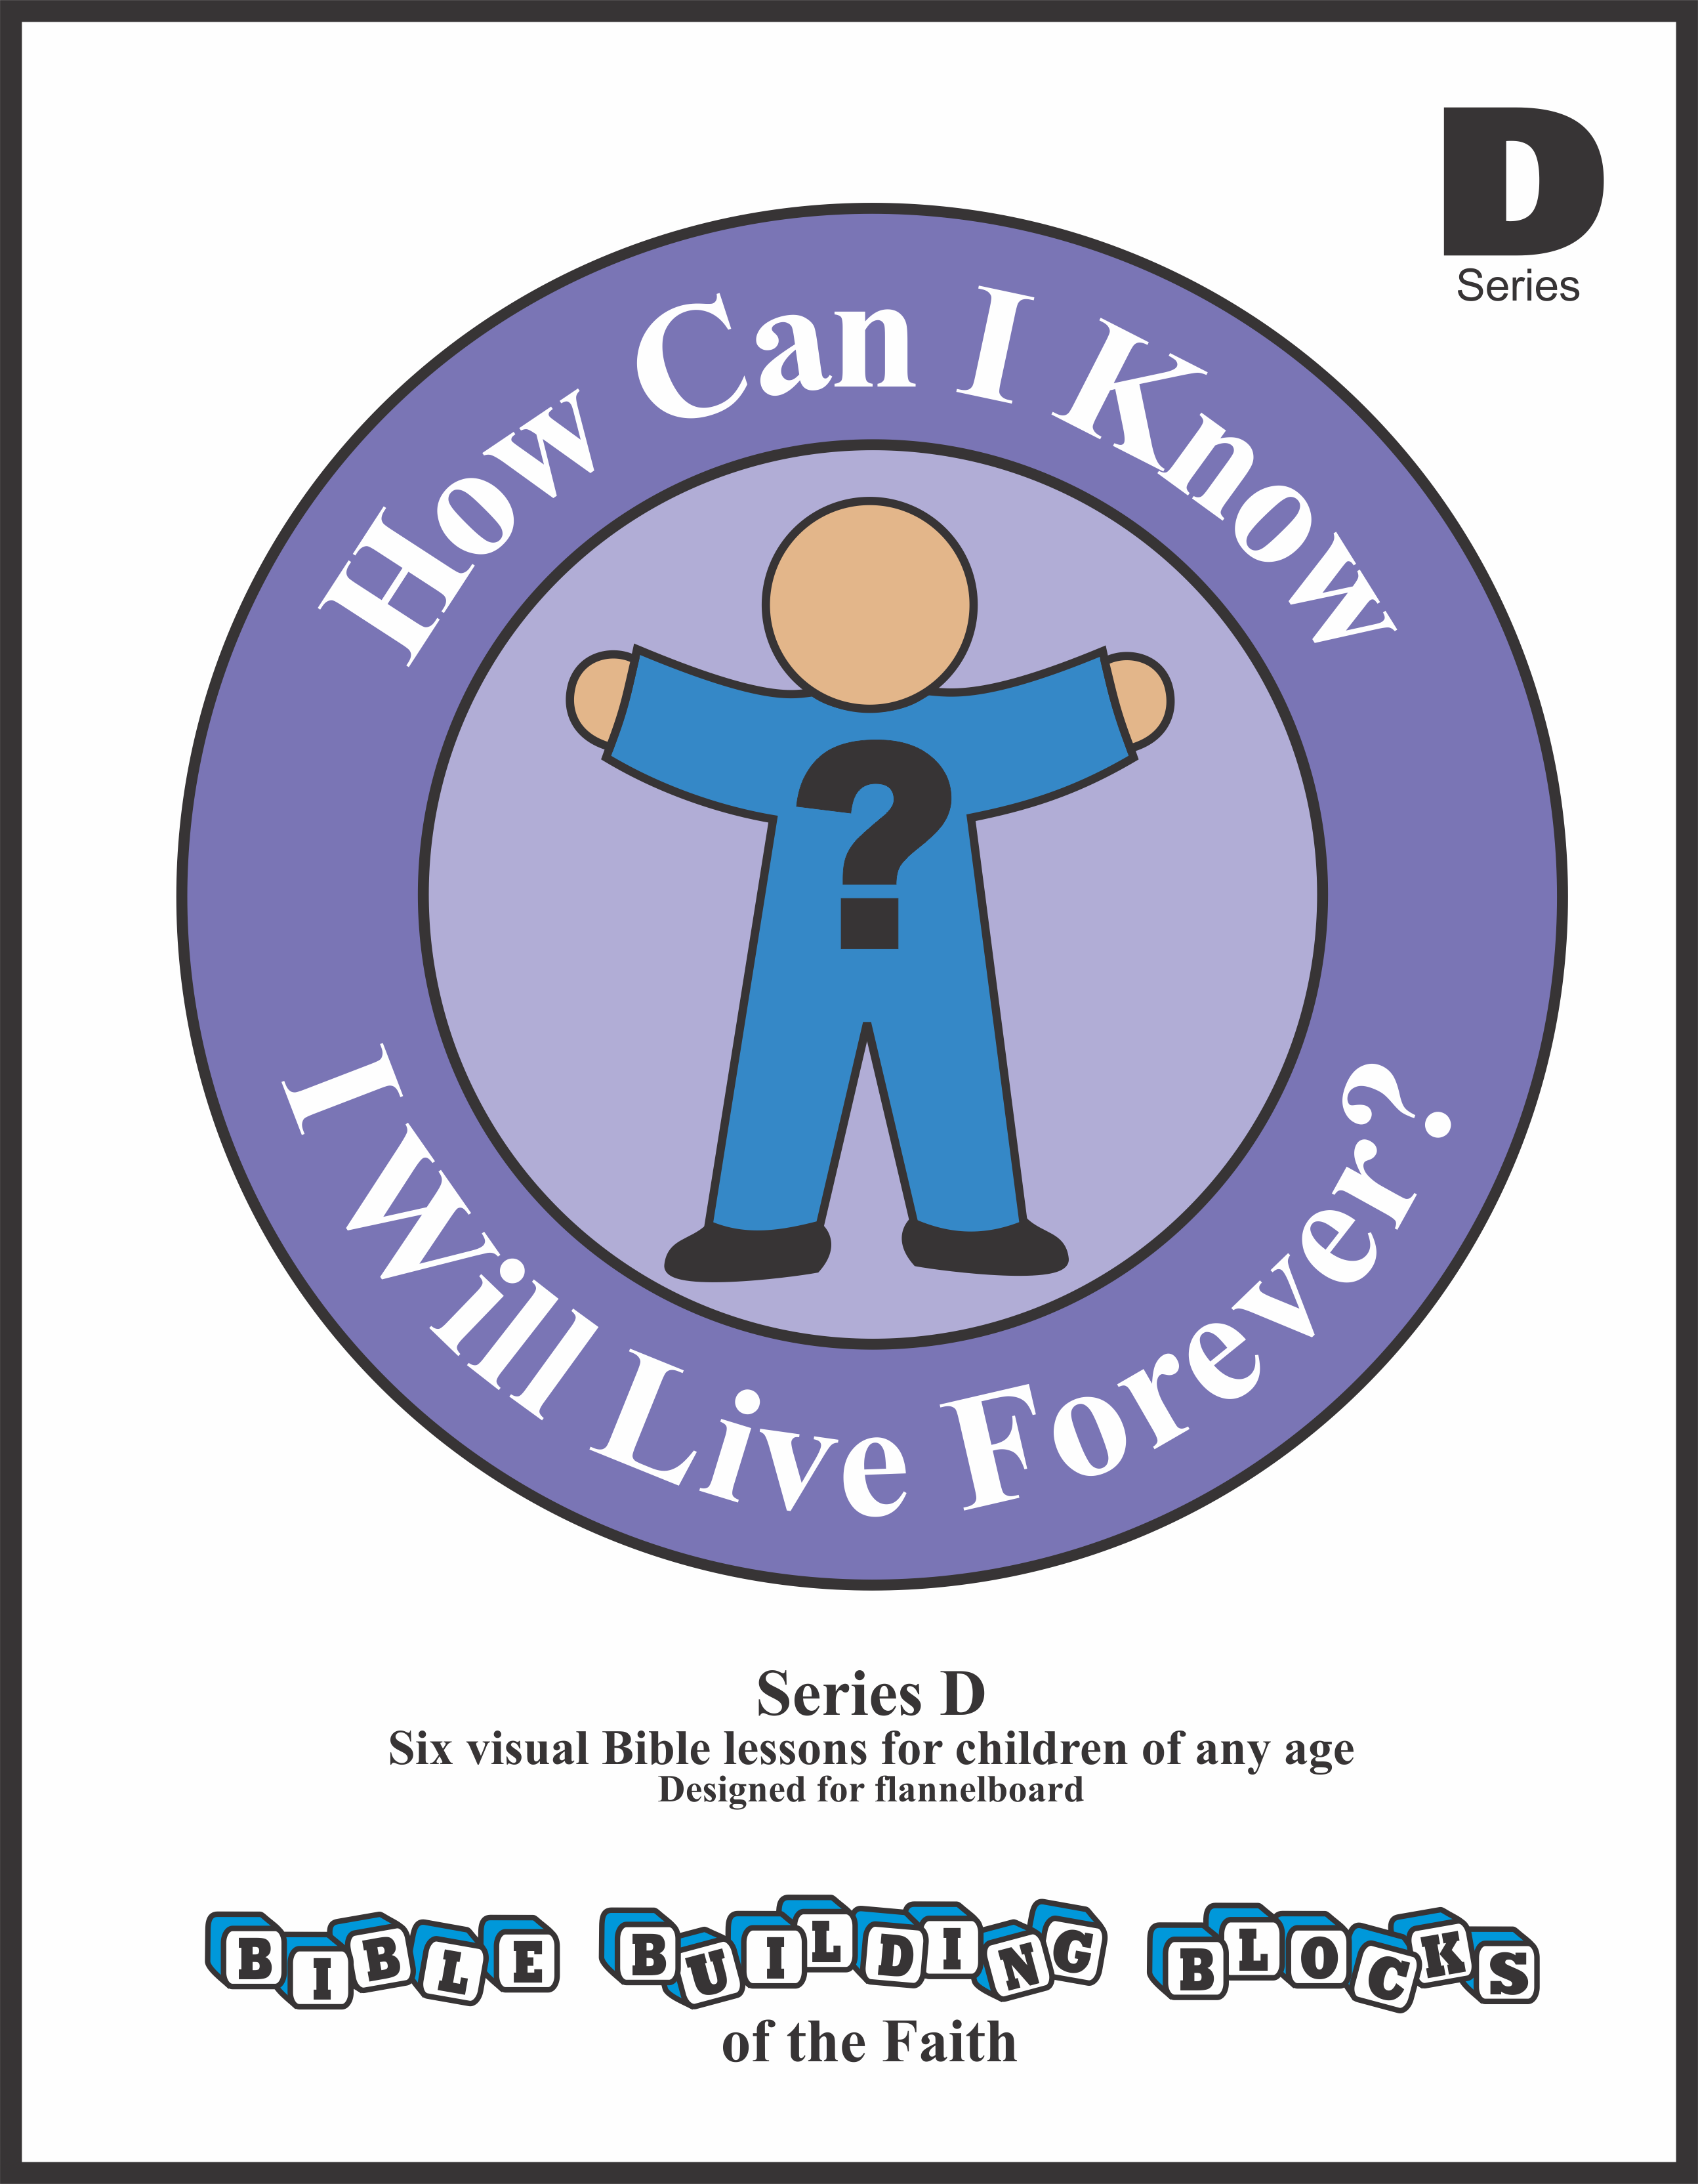 D
Series
How Can I Know
?
I Will Live Forever?
Series D
Six visual Bible lessons for children of any age
Designed for flannelboard
BIBLE BUILDING BLOCKS
of the Faith